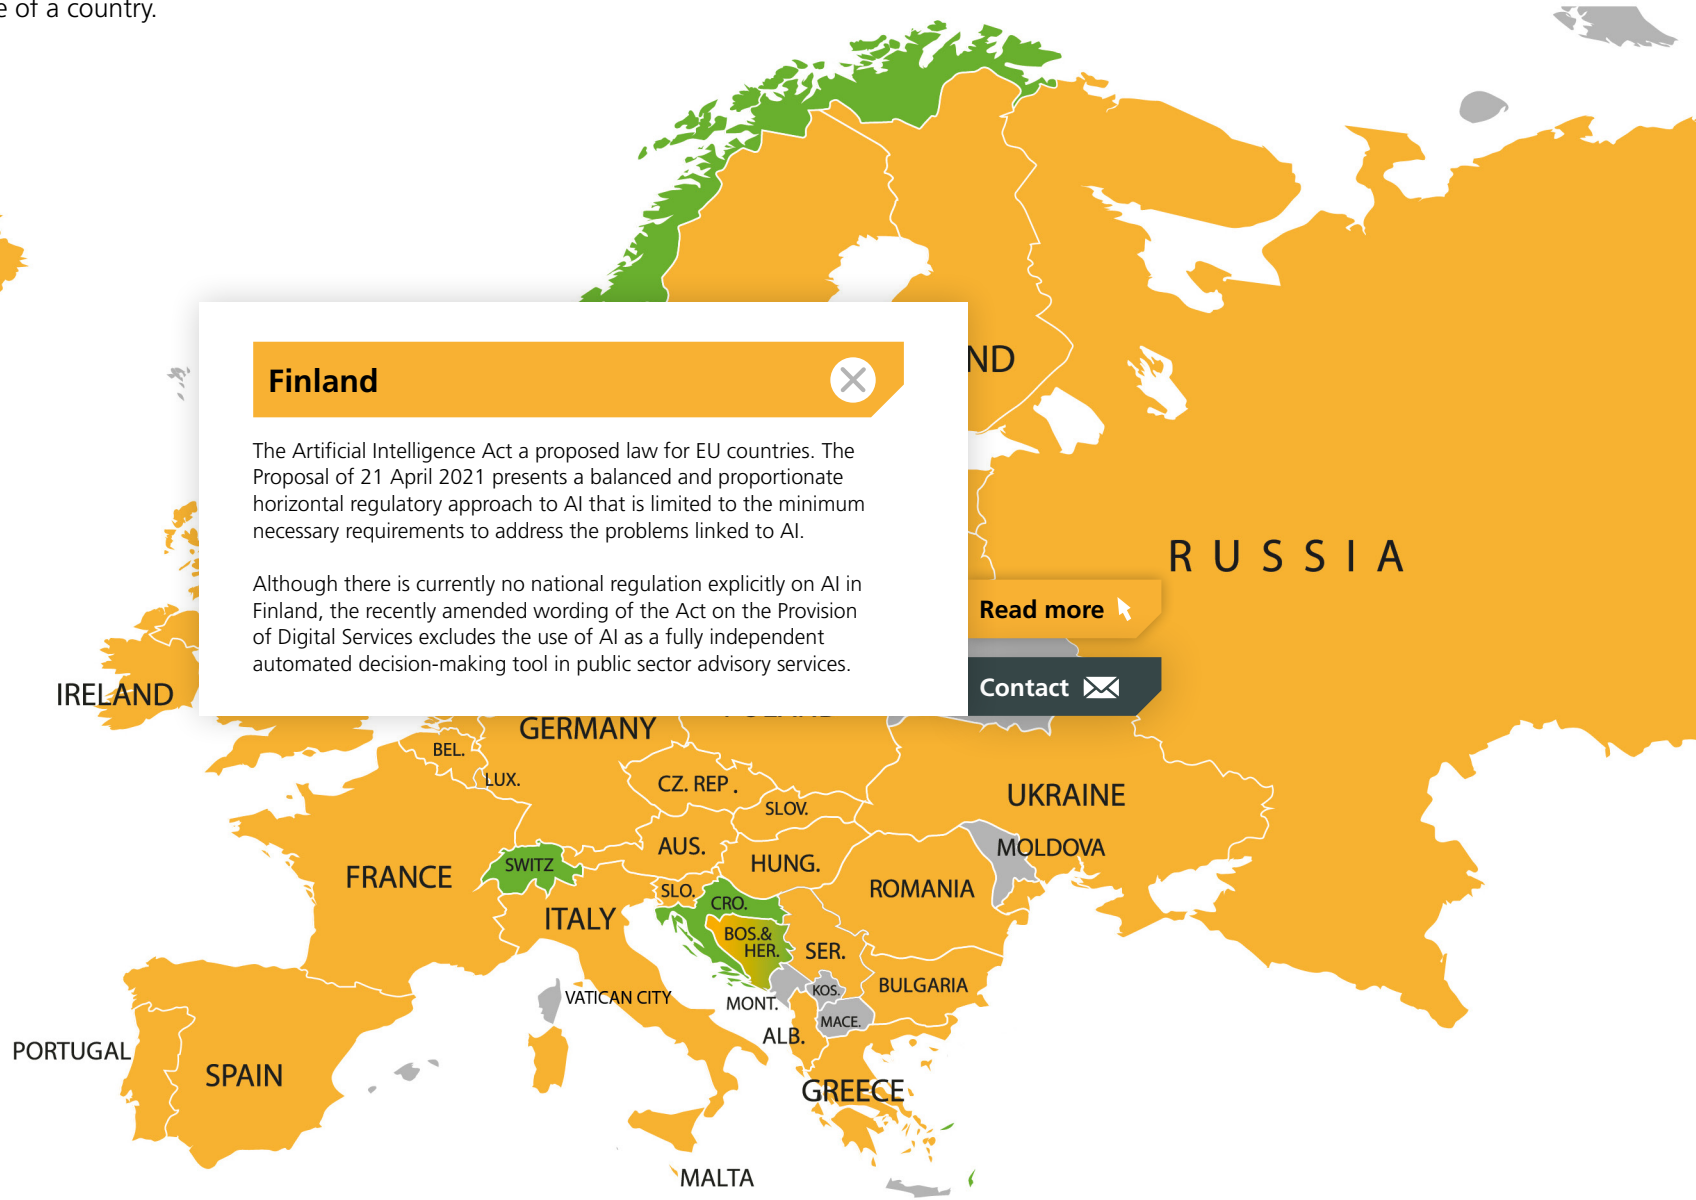 e of a country.
ND
Finland
The Artificial Intelligence Act a proposed law for EU countries. The
Proposal of 21 April 2021 presents a balanced and proportionate
horizontal regulatory approach to AI that is limited to the minimum
necessary requirements to address the problems linked to AI.
Although there is currently no national regulation explicitly on AI in
Finland, the recently amended wording of the Act on the Provision
of Digital Services excludes the use of AI as a fully independent
automated decision-making tool in public sector advisory services.
RUSSIA
Read more
Contact
IRELAND
GERMANY
BEL.
LUX.
CZ. REP.
SLOV.
UKRAINE
AUS.
HUNG.
MOLDOVA
FRANCE
SWITZ
ROMANIA
SLO.
CRO.
ITALY
BOS.&
HER.
SER.
BULGARIA
KOS.
VATICAN CITY
MONT.
MACE.
ALB.
PORTUGAL
SPAIN
GREECE
MALTA